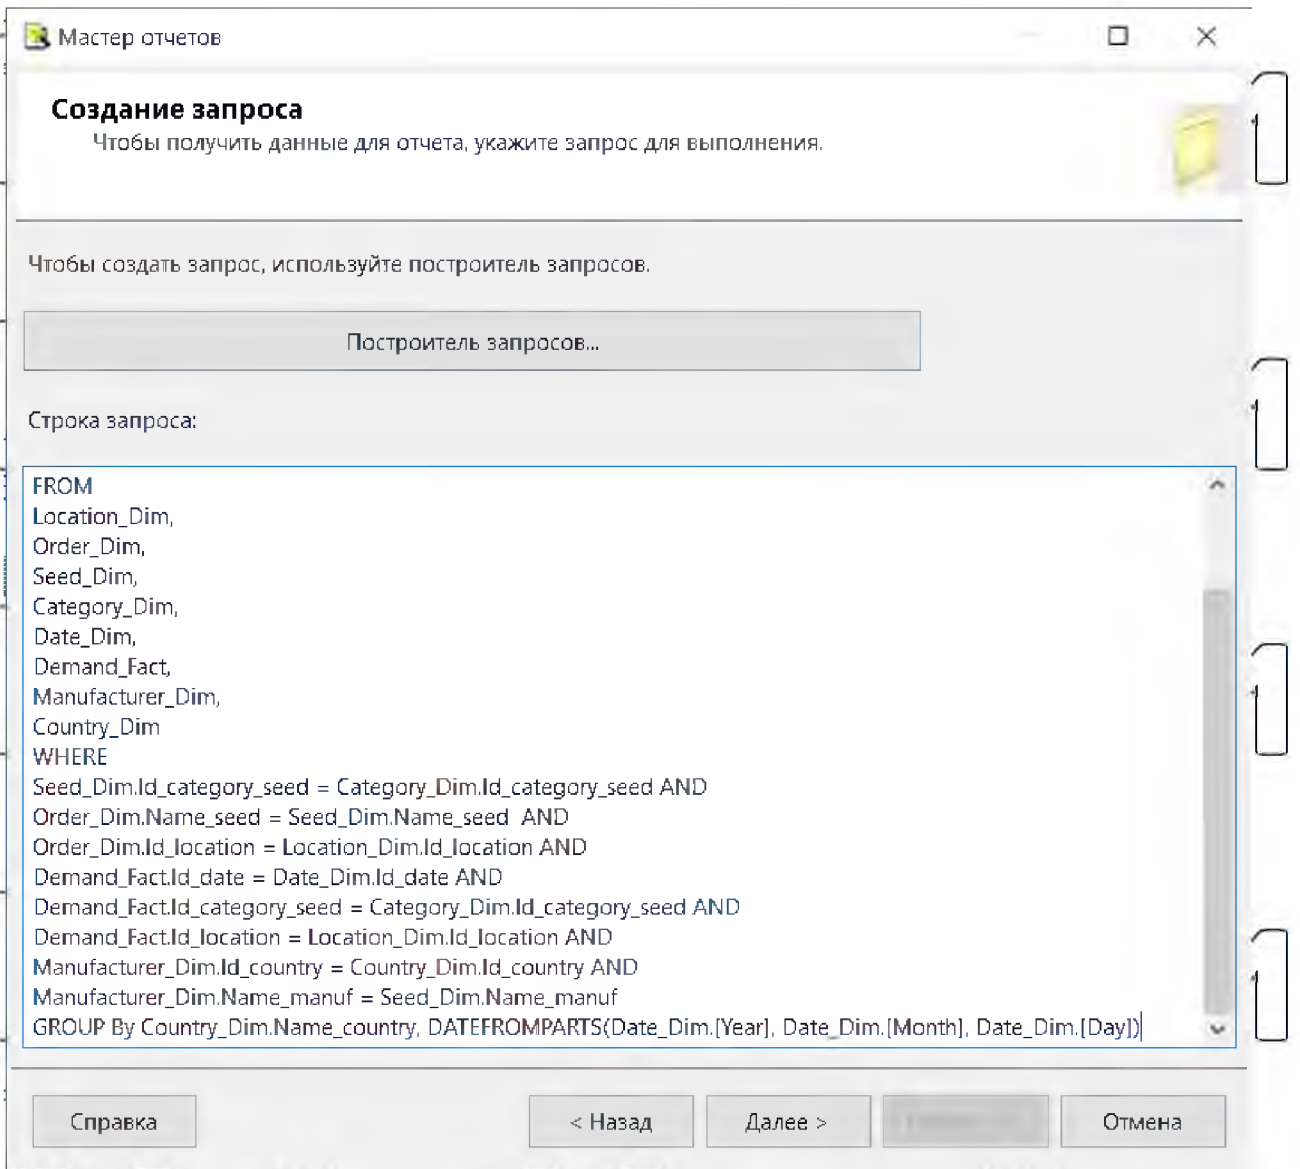 Мастер отчетов
Создание запроса
Чтобы получить данные для отчета, укажите запрос для выполнения.
Чтобы создать запрос, используйте построитель запросов.
Построитель запросов...
Строка запроса:
FROM
Location_Dim,
Order_Dim,
Seed_Dim,
Category_Dim,
Date_Dim,
Demand_Fact,
Manufacturer_Dim,
Country_Dim
WHERE
Seed_Dim.Id_category_seed = Category_Dim.Id_category_seed AND
Order_Dim.Name_seed = Seed_Dim.Name_seed  AND
Order_Dim.Id_location = Location_Dim.Id_location AND
Demand_Fact.Id_date = Date_Dim.Id_date AND
Demand_Fact.Id_category_seed = Category_Dim.Id_category_seed AND
Demand_Fact.Id_location = Location_Dim.Id_location AND
Manufacturer_Dim.Id_country = Country_Dim.Id_country AND
Manufacturer_Dim.Name_manuf = Seed_Dim.Name_manuf
GROUP By Country_Dim.Name_country, DATEFROMPARTS(Date_Dim.[Year], Date_Dim.[Month], Date_Dim.[Day])
Справка
< Назад
Далее >
Отмена